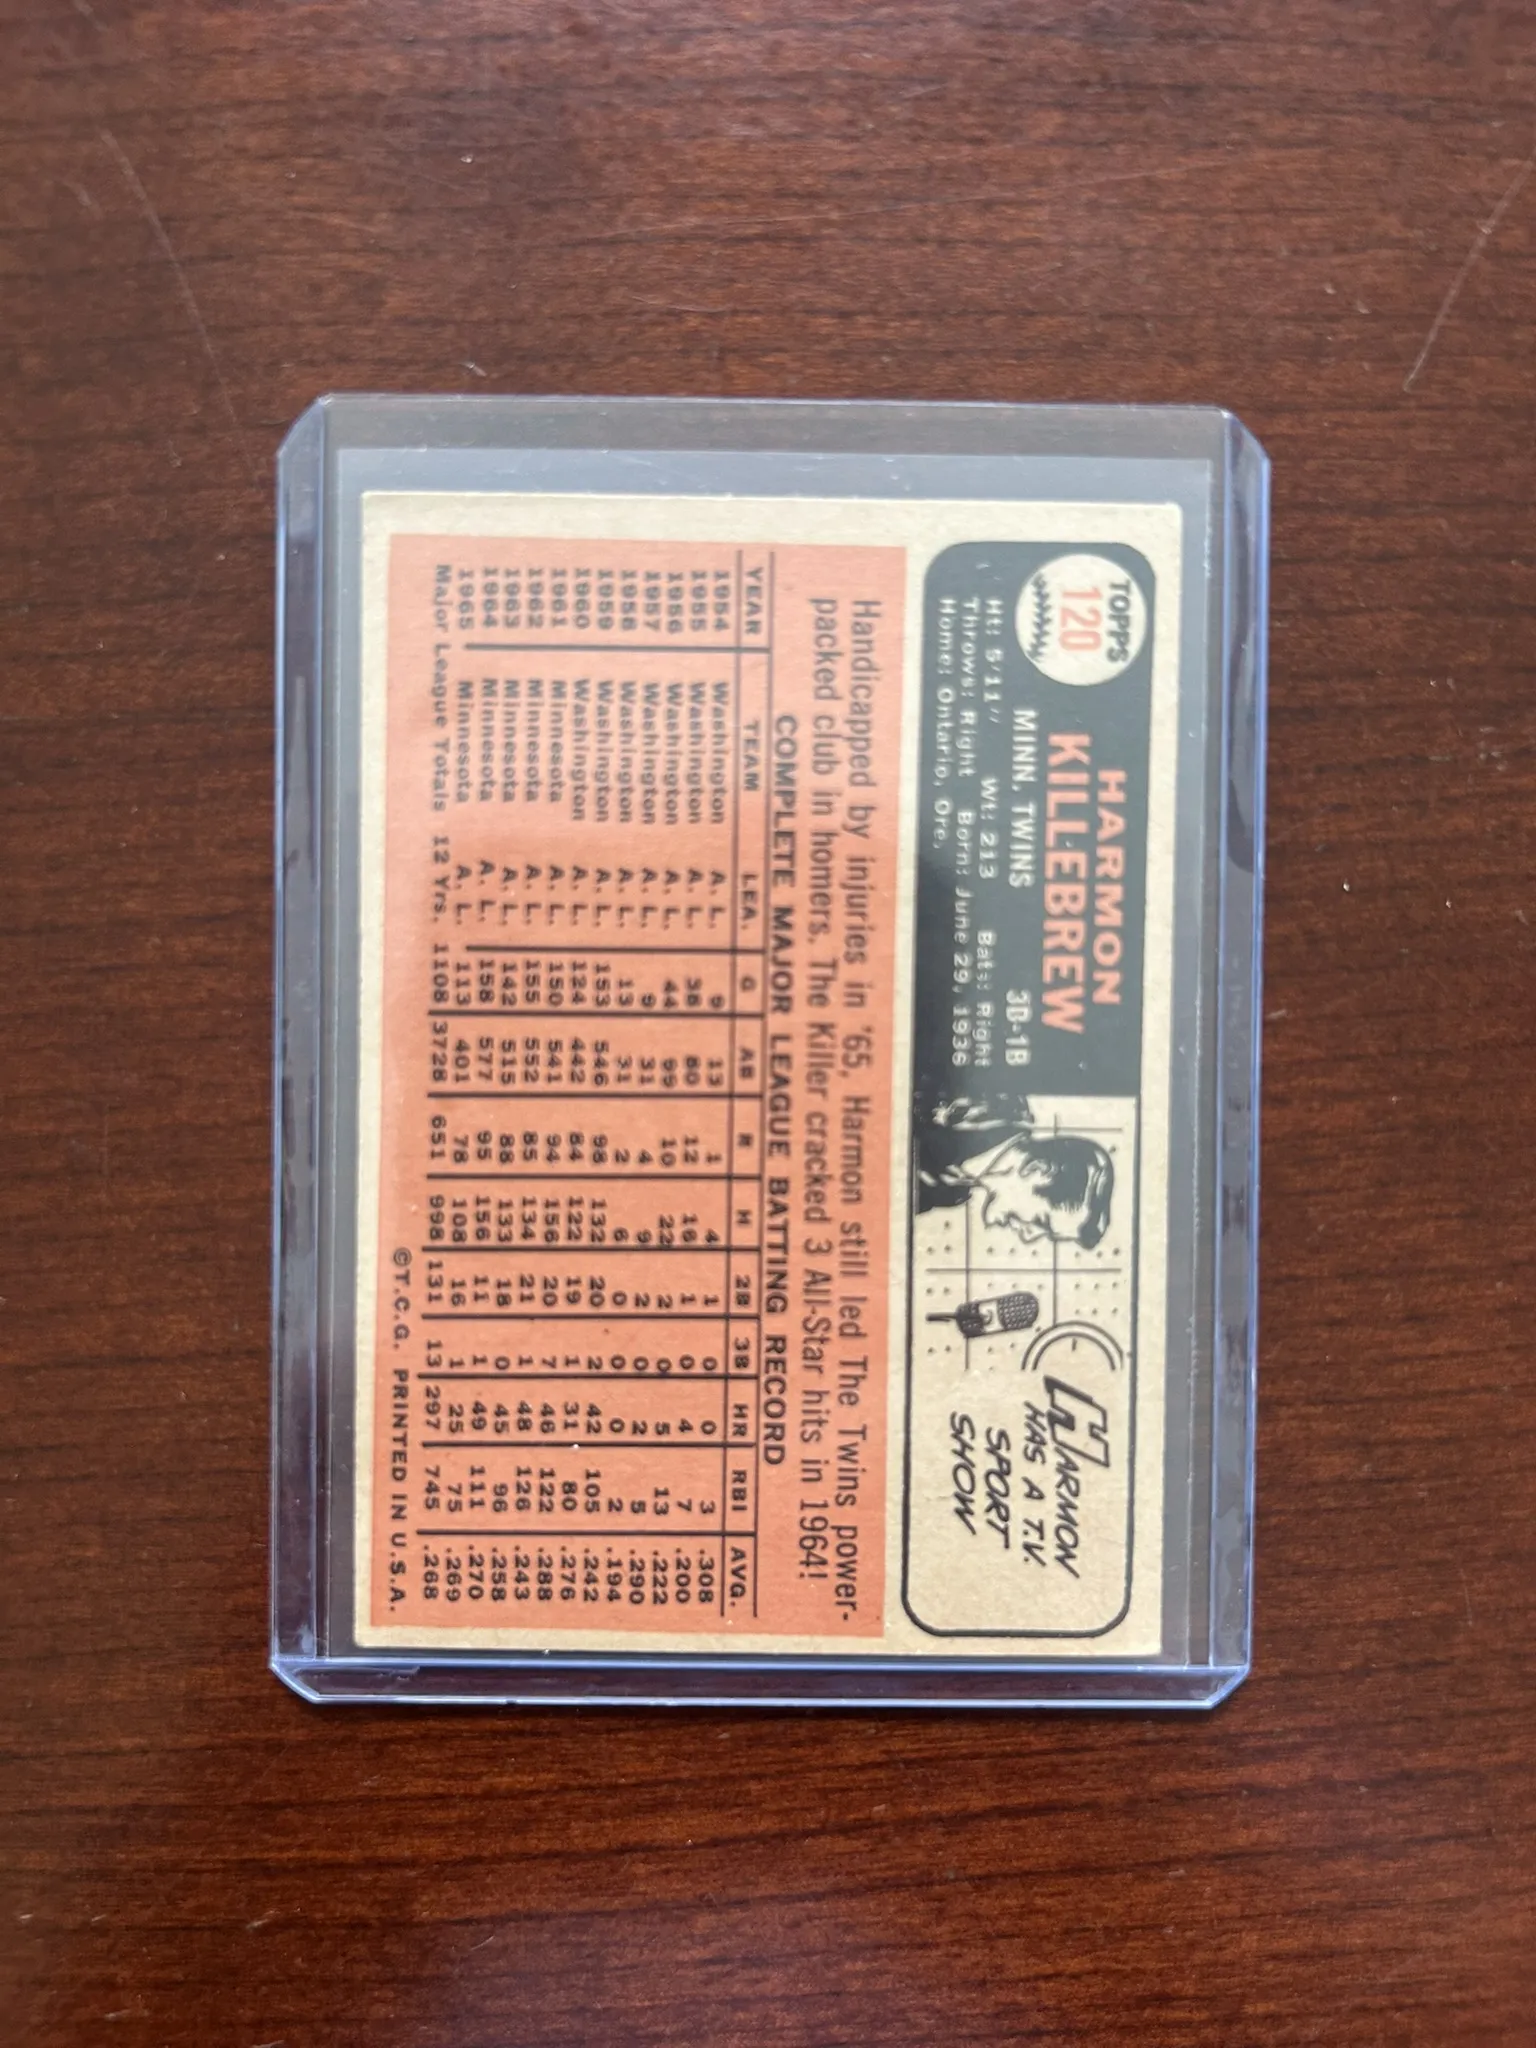 TOPPS
120
HARMON
KILLEBREW
MINN. TWINS 3B-1B
Ht: 5'11" Wt: 213 Bats: Right
Throws: Right Born: June 29, 1936
Home: Ontario, Ore.
HARMON
HAS A T.V.
SPORT
SHOW
Handicapped by injuries in '65, Harmon still led The Twins power-
packed club in homers. The Killer cracked 3 All-Star hits in 1964!
COMPLETE MAJOR LEAGUE BATTING RECORD
YEAR TEAM LEA. G AB R H 2B 3B HR RBI AVG.
1954 Washington A. L. 9 13 1 4 1 0 0 3 .308
1955 Washington A. L. 38 80 12 16 1 0 4 7 .200
1956 Washington A. L. 44 99 10 22 2 0 5 13 .222
1957 Washington A. L. 9 31 4 9 2 0 2 5 .290
1958 Washington A. L. 13 31 2 6 0 0 0 2 .194
1959 Washington A. L. 153 546 98 132 20 2 42 105 .242
1960 Washington A. L. 124 442 84 122 19 1 31 80 .276
1961 Minnesota A. L. 150 541 94 156 20 7 46 122 .288
1962 Minnesota A. L. 155 552 85 134 21 1 48 126 .243
1963 Minnesota A. L. 142 515 88 133 18 0 45 96 .258
1964 Minnesota A. L. 158 577 95 156 11 1 49 111 .270
1965 Minnesota A. L. 113 401 78 108 16 1 25 75 .269
Major League Totals 12 Yrs. 1108 3728 651 998 131 13 297 745 .268
©T.C.G. PRINTED IN U.S.A.